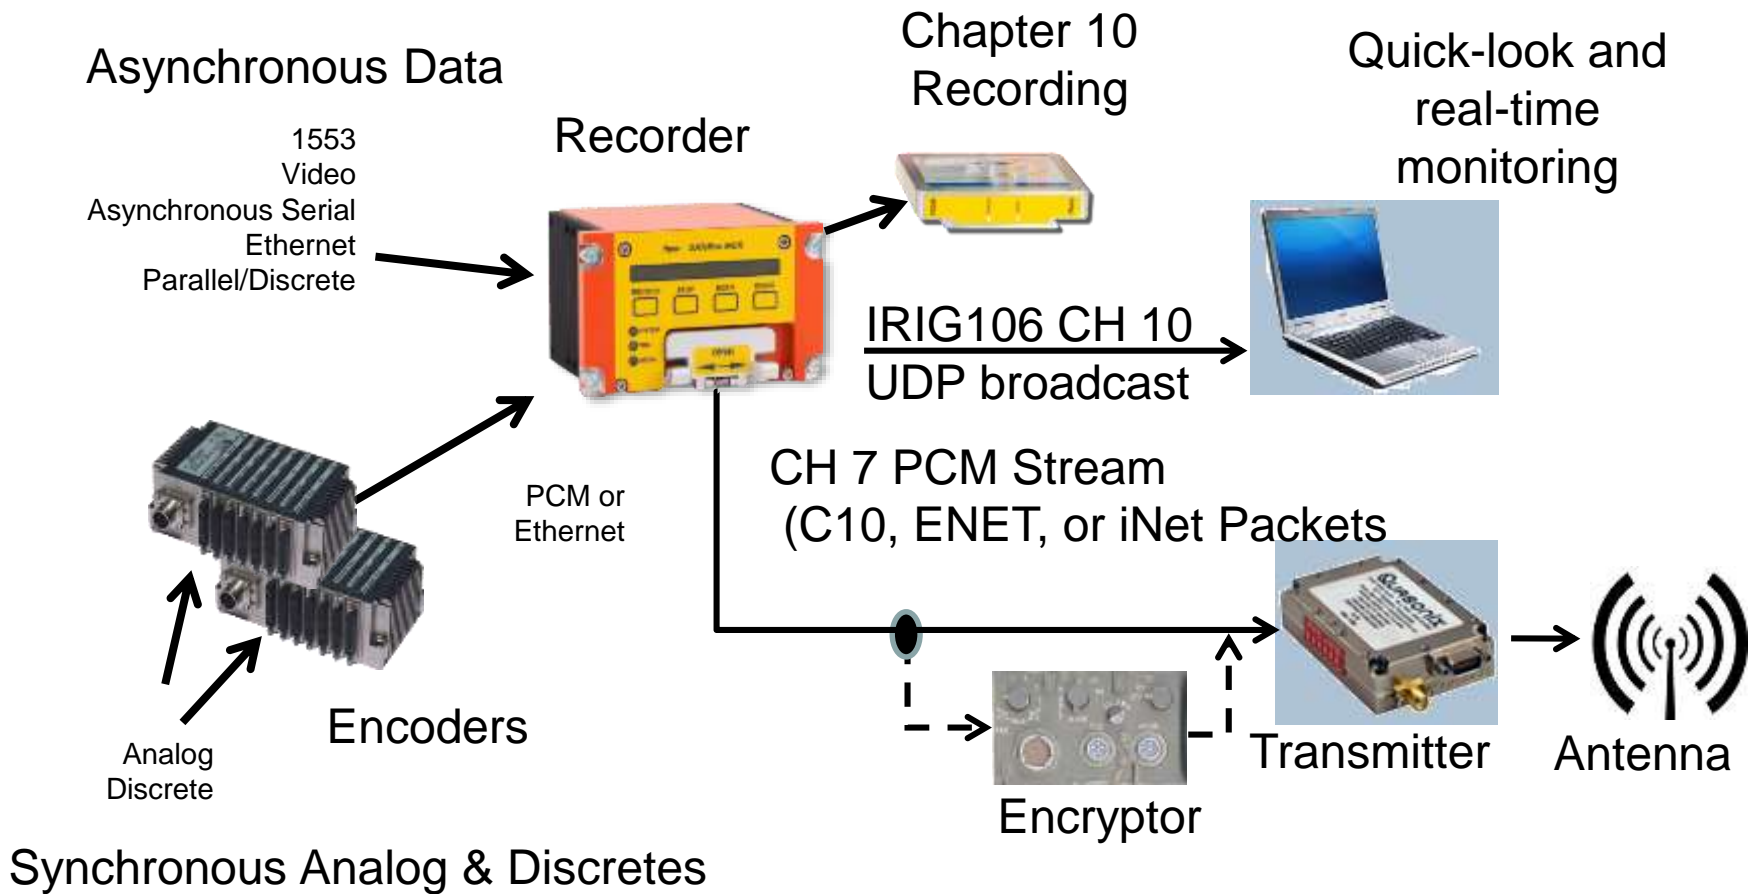 Asynchronous Data
1553
Video
Asynchronous Serial
Ethernet
Parallel/Discrete
Recorder
Chapter 10
Recording
Quick-look and
real-time
monitoring
IRIG106 CH 10
UDP broadcast
CH 7 PCM Stream
(C10, ENET, or iNet Packets
PCM or
Ethernet
Encoders
Analog
Discrete
Synchronous Analog & Discretes
Quasonix
Encryptor
Transmitter
Antenna